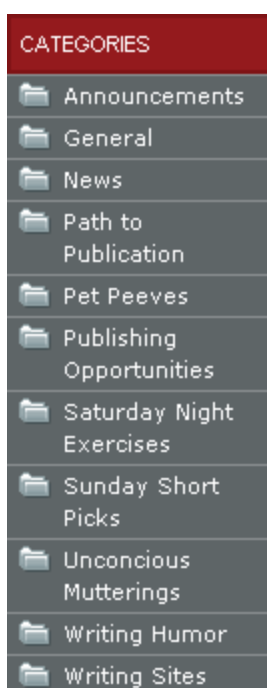 CATEGORIES
Announcements
General
News
Path to
Publication
Pet Peeves
Publishing
Opportunities
Saturday Night
Exercises
Sunday Short
Picks
Unconcious
Mutterings
Writing Humor
Writing Sites